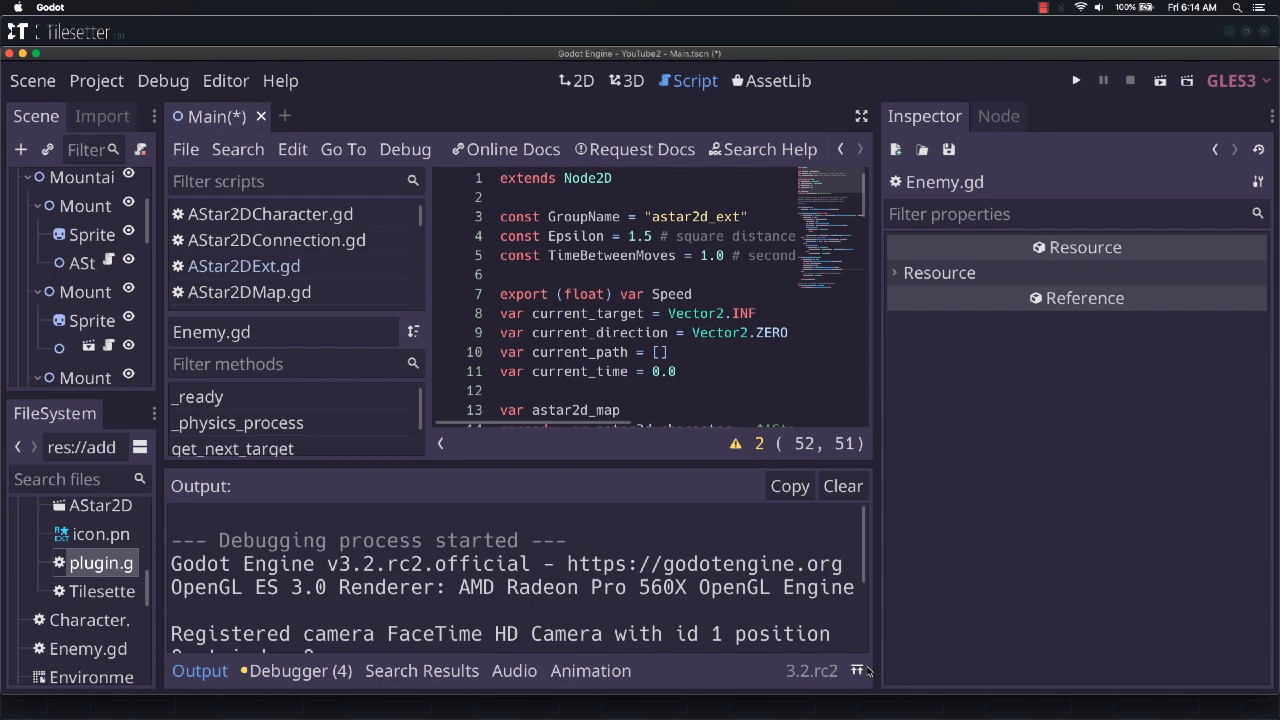 Godot
100%
Fri 6:14 AM
Tilesetter 1.0.1
Godot Engine - YouTube2 - Main.tscn (*)
Scene Project Debug Editor Help
2D 3D Script AssetLib
GLES3
Scene Import
Main(*)
Inspector Node
Filter
File Search Edit Go To Debug Online Docs Request Docs Search Help
Mountai
Mount
Sprite
ASt
Mount
Sprite
Mount
Filter scripts
AStar2DCharacter.gd
AStar2DConnection.gd
AStar2DExt.gd
AStar2DMap.gd
Enemy.gd
Filter methods
_ready
_physics_process
get_next_target
1 extends Node2D
2
3 const GroupName = "astar2d_ext"
4 const Epsilon = 1.5 # square distance
5 const TimeBetweenMoves = 1.0 # second
6
7 export (float) var Speed
8 var current_target = Vector2.INF
9 var current_direction = Vector2.ZERO
10 var current_path = []
11 var current_time = 0.0
12
13 var astar2d_map
2 ( 52, 51)
Enemy.gd
Filter properties
Resource
Resource
Reference
FileSystem
res://add
Search files
AStar2D
icon.pn
plugin.g
Tilesette
Character.
Enemy.gd
Environme
Output:
Copy Clear
--- Debugging process started ---
Godot Engine v3.2.rc2.official - https://godotengine.org
OpenGL ES 3.0 Renderer: AMD Radeon Pro 560X OpenGL Engine
Registered camera FaceTime HD Camera with id 1 position
Output Debugger (4) Search Results Audio Animation
3.2.rc2